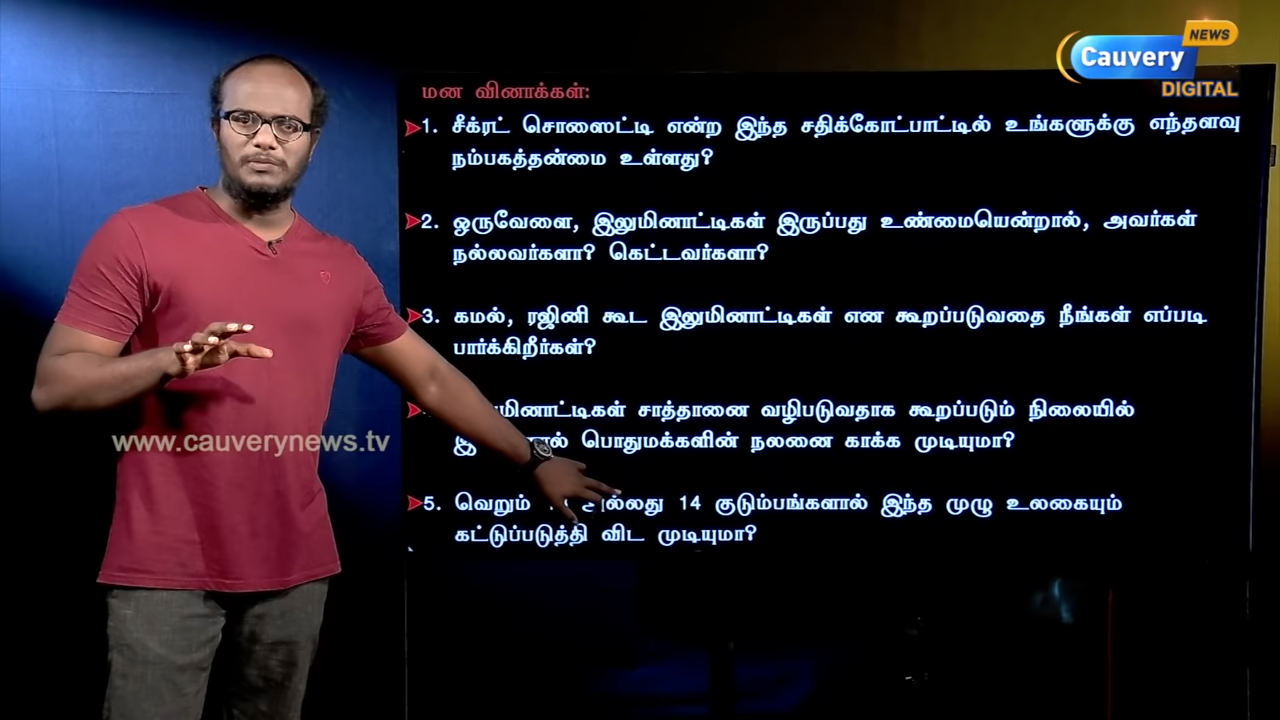 Cauvery
NEWS
DIGITAL
மன வினாக்கள்:
1. சீக்ரட் சொஸைட்டி என்ற இந்த சதிக்கோட்பாட்டில் உங்களுக்கு எந்தளவு
நம்பகத்தன்மை உள்ளது?
2. ஒருவேளை, இலுமினாட்டிகள் இருப்பது உண்மையென்றால், அவர்கள்
நல்லவர்களா? கெட்டவர்களா?
3. கமல், ரஜினி கூட இலுமினாட்டிகள் என கூறப்படுவதை நீங்கள் எப்படி
பார்க்கிறீர்கள்?
சாத்தானை வழிபடுவதாக கூறப்படும் நிலையில்
பொதுமக்களின் நலனை காக்க முடியுமா?
www.cauverynews.tv
5. வெறும் 14 குடும்பங்களால் இந்த முழு உலகையும்
கட்டுப்படுத்தி விட முடியுமா?